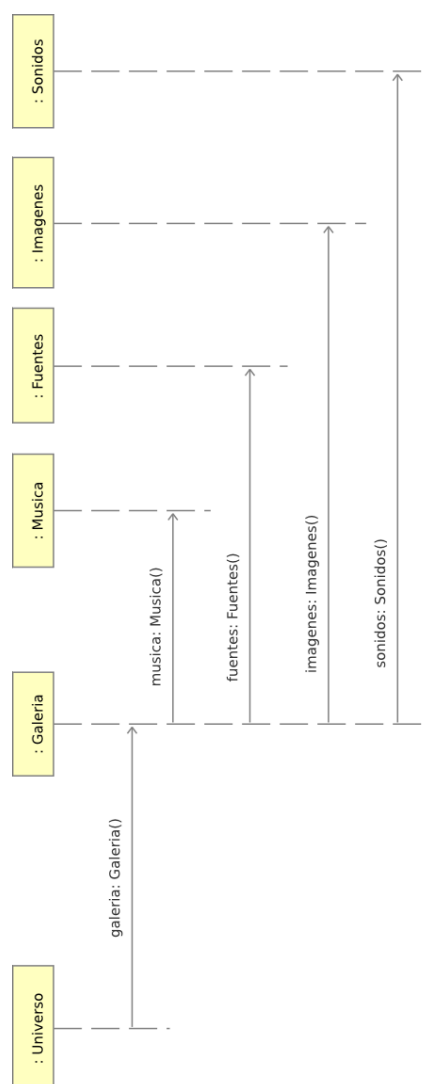 : Universo
: Galeria
: Musica
: Fuentes
: Imagenes
: Sonidos
galeria: Galeria()
musica: Musica()
fuentes: Fuentes()
imagenes: Imagenes()
sonidos: Sonidos()